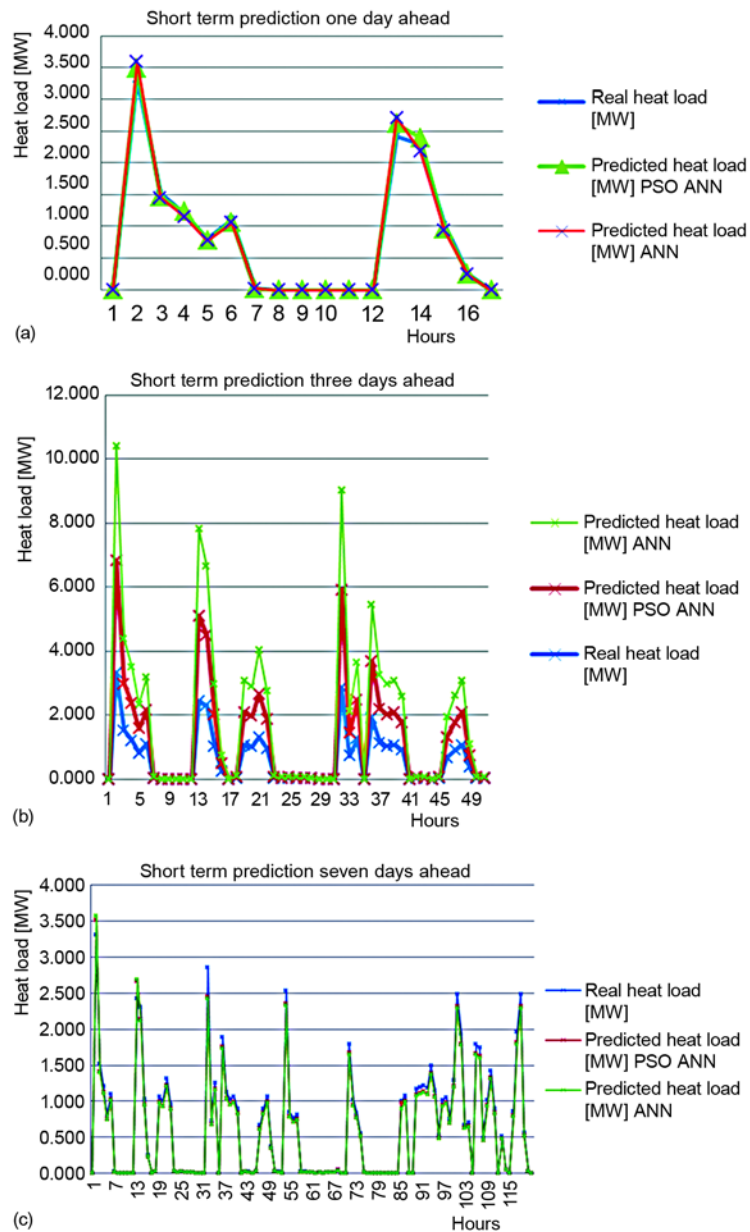 Short term prediction one day ahead
Heat load [MW]
4.000
3.500
3.000
2.500
2.000
1.500
1.000
0.500
0.000
1 2 3 4 5 6 7 8 9 10 12 14 16
Hours
Real heat load
[MW]
Predicted heat load
[MW] PSO ANN
Predicted heat load
[MW] ANN
(a)
Short term prediction three days ahead
Heat load [MW]
12.000
10.000
8.000
6.000
4.000
2.000
0.000
1 5 9 13 17 21 25 29 33 37 41 45 49
Hours
Predicted heat load
[MW] ANN
Predicted heat load
[MW] PSO ANN
Real heat load
[MW]
(b)
Short term prediction seven days ahead
Heat load [MW]
4.000
3.500
3.000
2.500
2.000
1.500
1.000
0.500
0.000
1 7 13 19 25 31 37 43 49 55 61 67 73 79 85 91 97 103 109 115
Hours
Real heat load
[MW]
Predicted heat load
[MW] PSO ANN
Predicted heat load
[MW] ANN
(c)